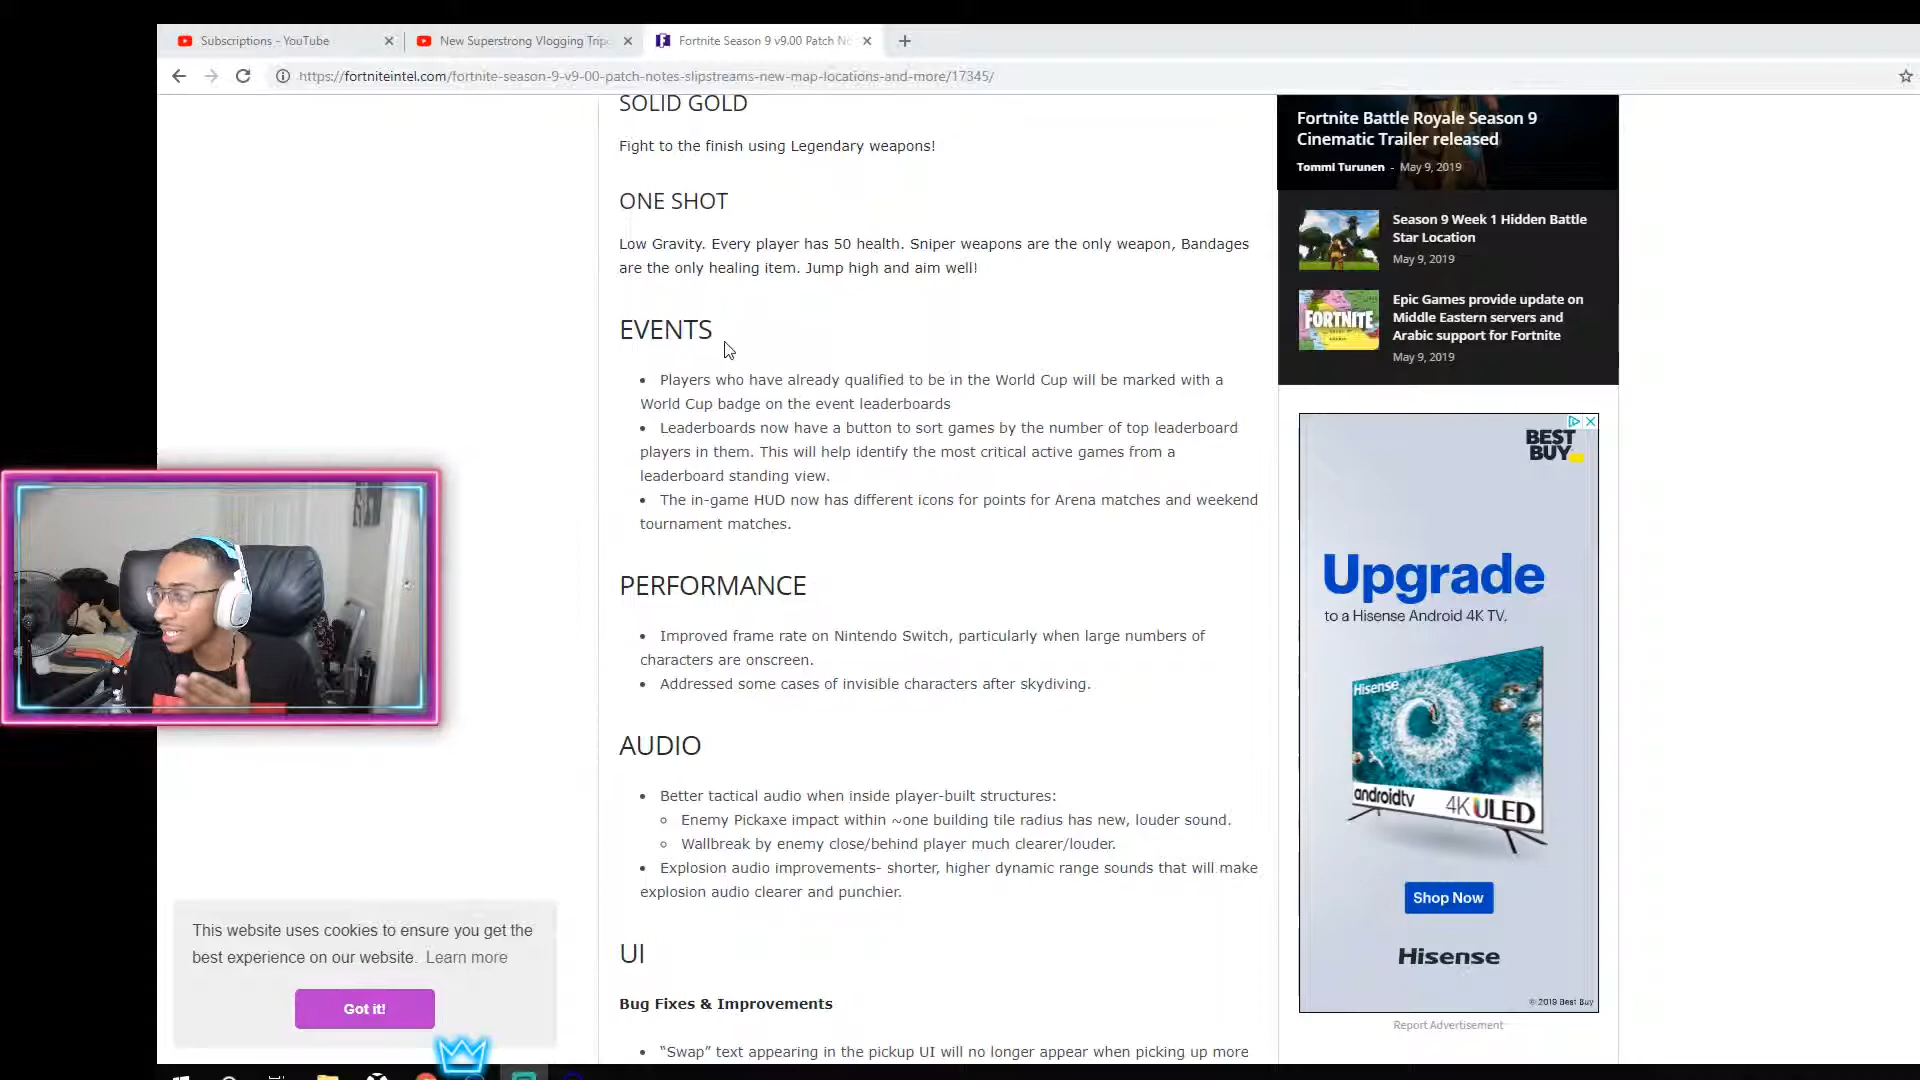 Subscriptions - YouTube
New Superstrong Vlogging Trip
Fortnite Season 9 v9.00 Patch No
https://fortniteintel.com/fortnite-season-9-v9-00-patch-notes-slipstreams-new-map-locations-and-more/17345/
SOLID GOLD
Fight to the finish using Legendary weapons!
ONE SHOT
Low Gravity. Every player has 50 health. Sniper weapons are the only weapon, Bandages
are the only healing item. Jump high and aim well!
EVENTS
Players who have already qualified to be in the World Cup will be marked with a
World Cup badge on the event leaderboards
Leaderboards now have a button to sort games by the number of top leaderboard
players in them. This will help identify the most critical active games from a
leaderboard standing view.
The in-game HUD now has different icons for points for Arena matches and weekend
tournament matches.
PERFORMANCE
Improved frame rate on Nintendo Switch, particularly when large numbers of
characters are onscreen.
Addressed some cases of invisible characters after skydiving.
AUDIO
Better tactical audio when inside player-built structures:
Enemy Pickaxe impact within ~one building tile radius has new, louder sound.
Wallbreak by enemy close/behind player much clearer/louder.
Explosion audio improvements- shorter, higher dynamic range sounds that will make
explosion audio clearer and punchier.
UI
Bug Fixes & Improvements
“Swap” text appearing in the pickup UI will no longer appear when picking up more
Fortnite Battle Royale Season 9
Cinematic Trailer released
Tommi Turunen - May 9, 2019
Season 9 Week 1 Hidden Battle
Star Location
May 9, 2019
FORTNITE
Epic Games provide update on
Middle Eastern servers and
Arabic support for Fortnite
May 9, 2019
BEST
BUY
Upgrade
to a Hisense Android 4K TV.
Hisense
androidtv
4K ULED
Shop Now
Hisense
© 2019 Best Buy
Report Advertisement
This website uses cookies to ensure you get the
best experience on our website. Learn more
Got it!